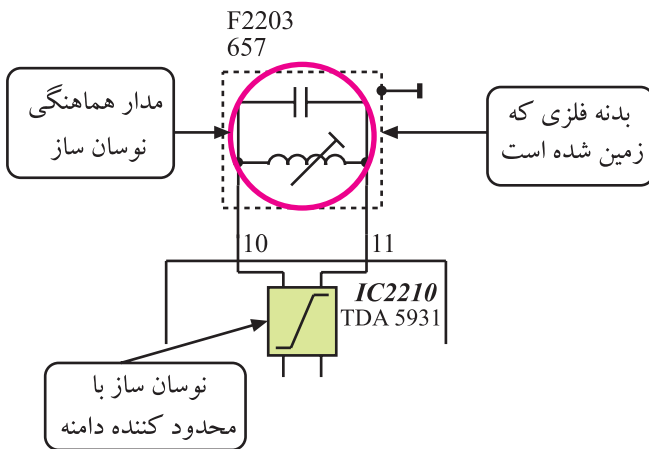 F2203
657
مدار هماهنگی
نوسان ساز
بدنه فلزی که
زمین شده است
10
11
IC2210
TDA 5931
نوسان ساز با
محدود کننده دامنه